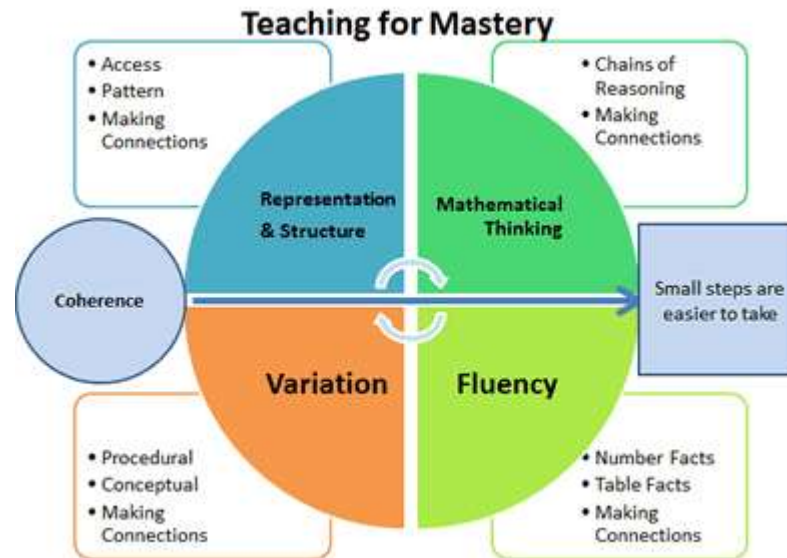 Teaching for Mastery
• Access
• Pattern
• Making
Connections
• Chains of
Reasoning
• Making
Connections
Representation
& Structure
Mathematical
Thinking
Coherence
Small steps are
easier to take
Variation
Fluency
• Procedural
• Conceptual
• Making
Connections
• Number Facts
• Table Facts
• Making
Connections